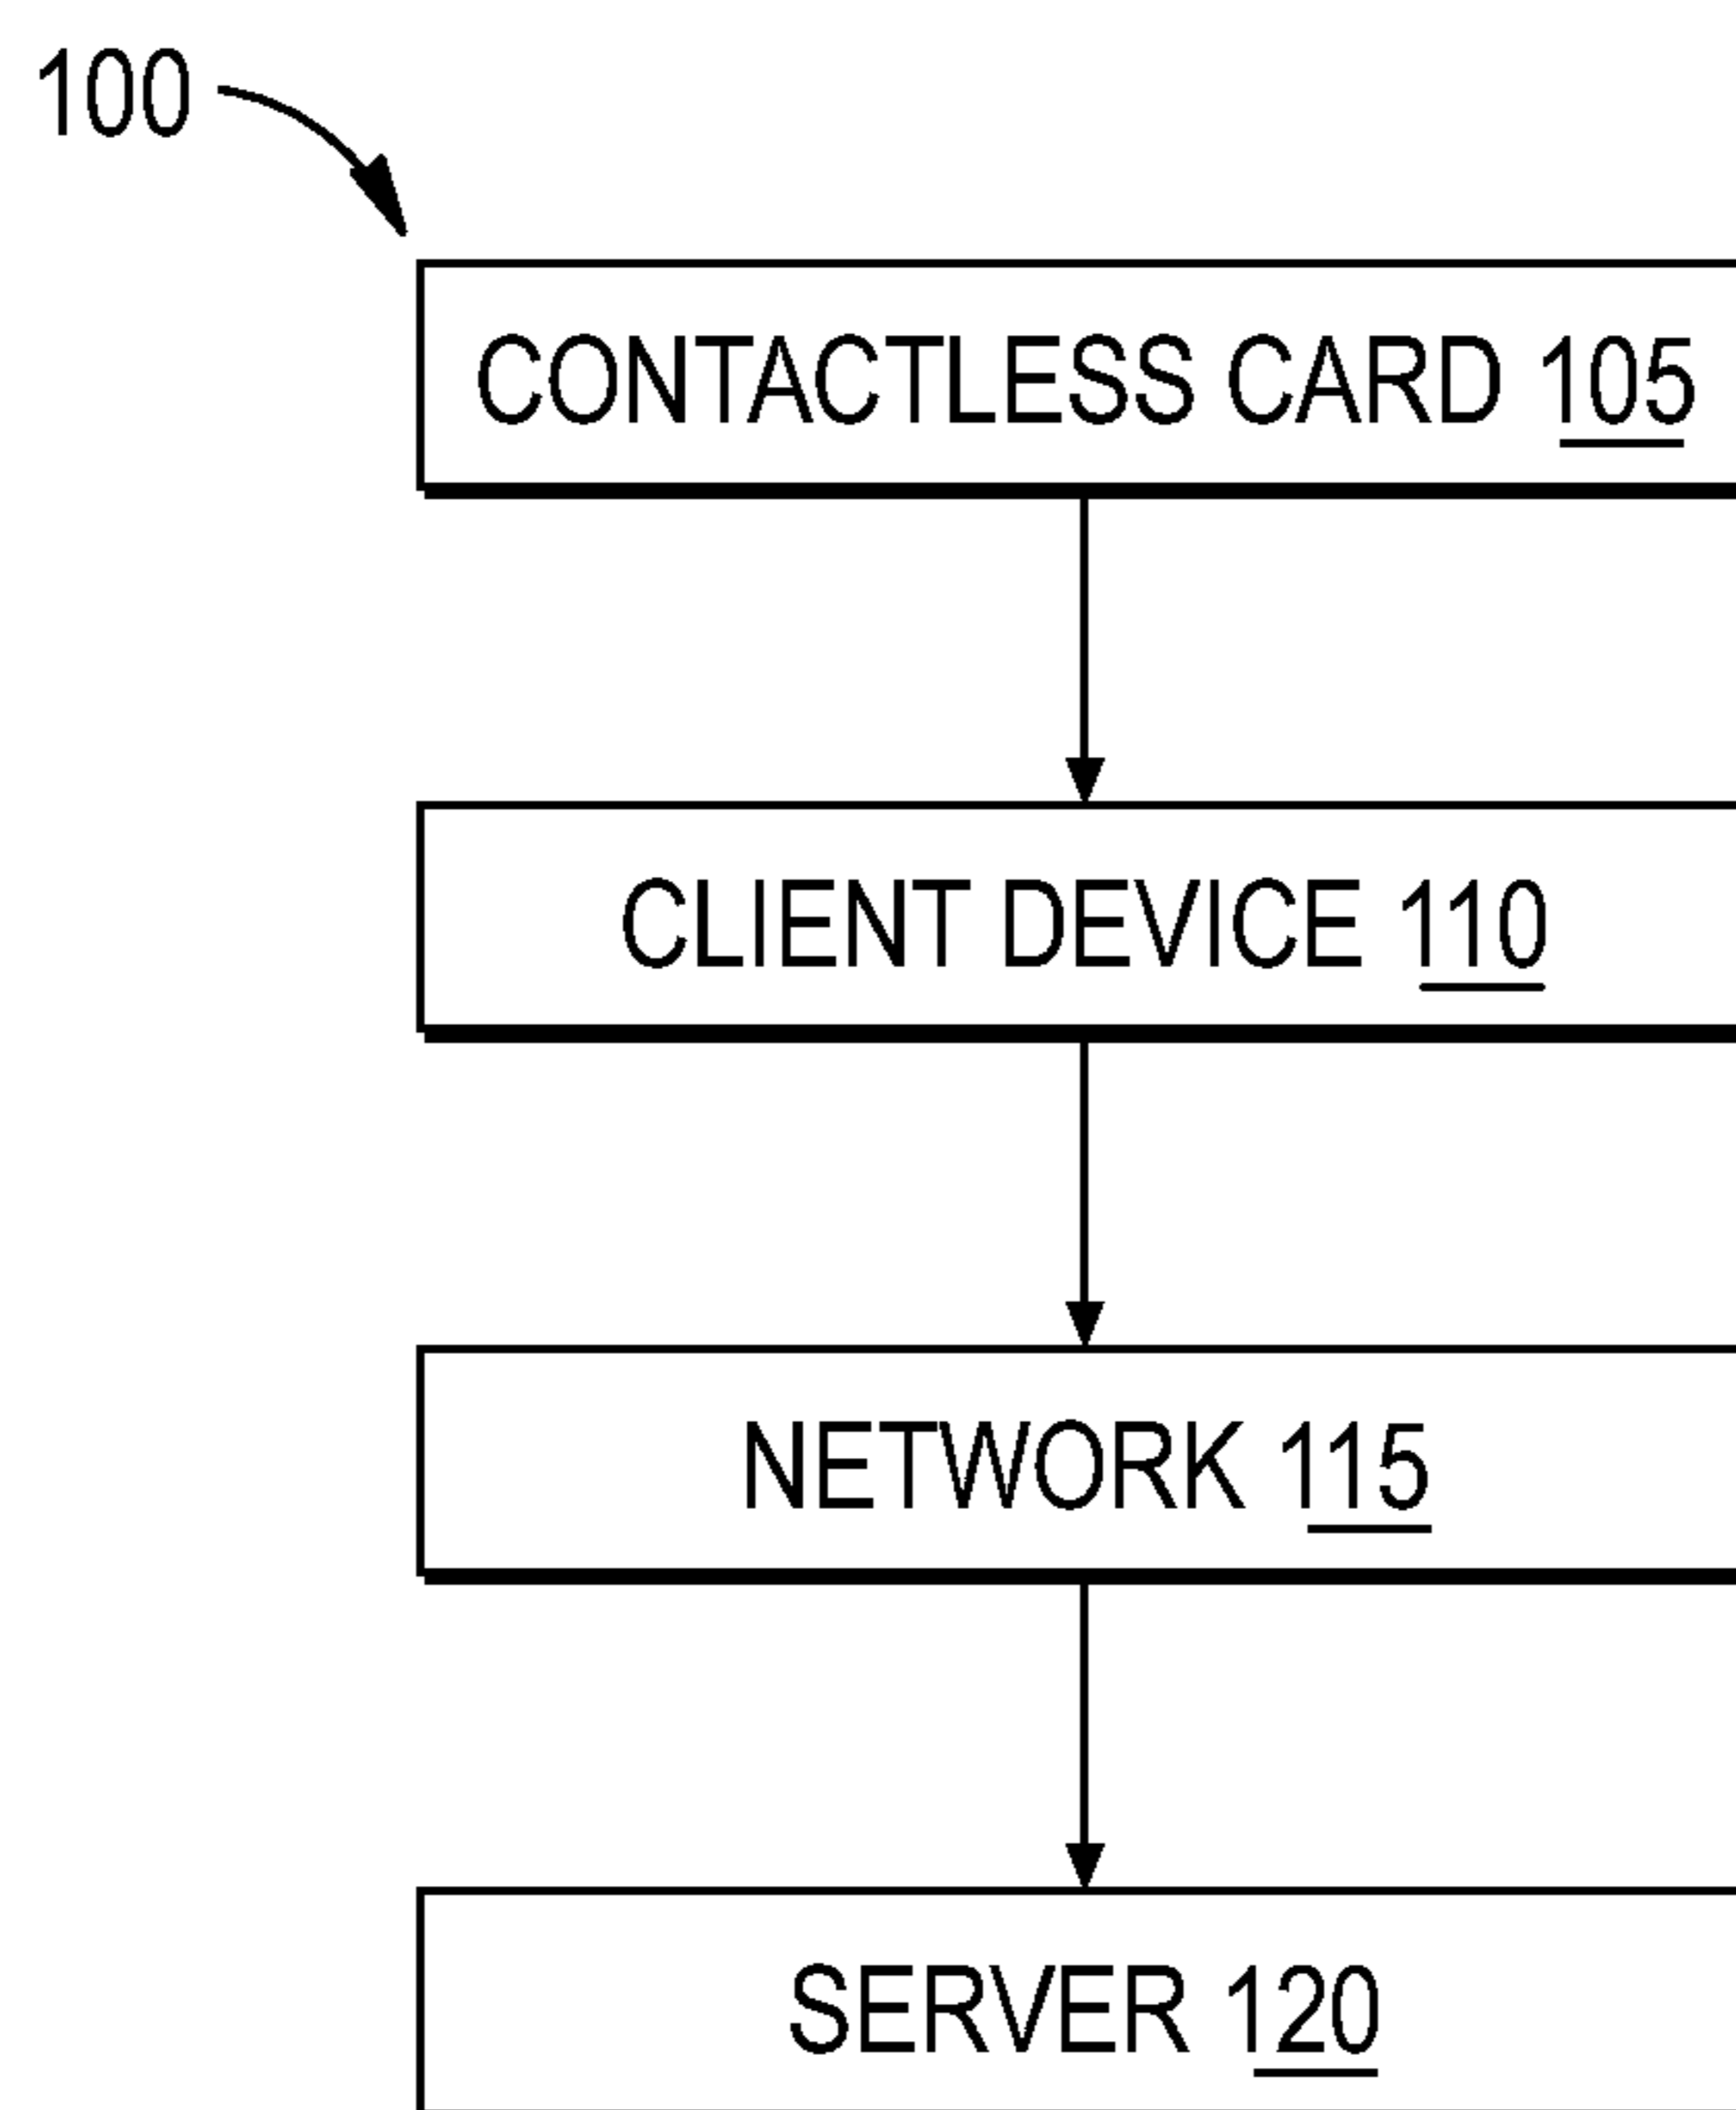 100
CONTACTLESS CARD 105
CLIENT DEVICE 110
NETWORK 115
SERVER 120